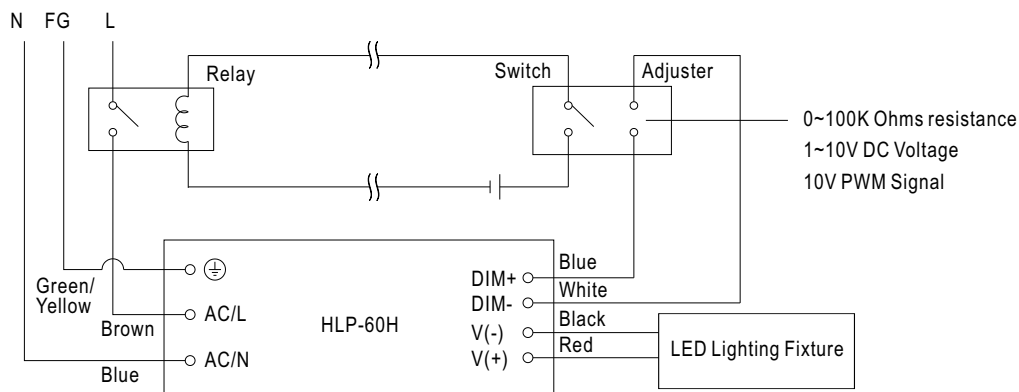 N FG L
Relay
Switch
Adjuster
0~100K Ohms resistance
1~10V DC Voltage
10V PWM Signal
Green/
Yellow
Brown
Blue
AC/L
AC/N
HLP-60H
DIM+
DIM-
V(-)
V(+)
Blue
White
Black
Red
LED Lighting Fixture